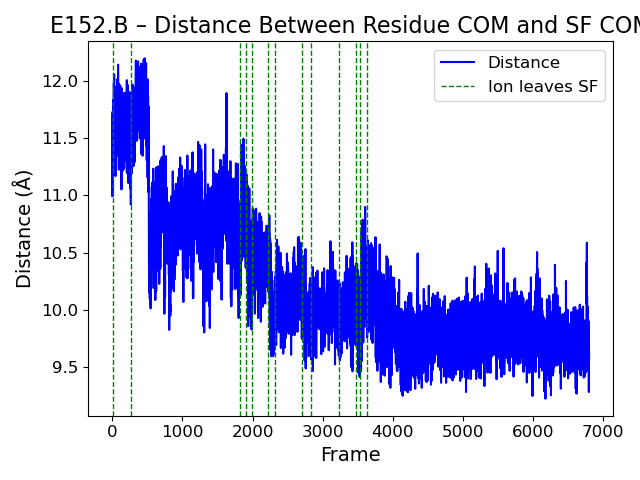 E152.B – Distance Between Residue COM and SF COM
Distance
Ion leaves SF
12.0
11.5
11.0
10.5
10.0
9.5
Distance (Å)
0 1000 2000 3000 4000 5000 6000 7000
Frame